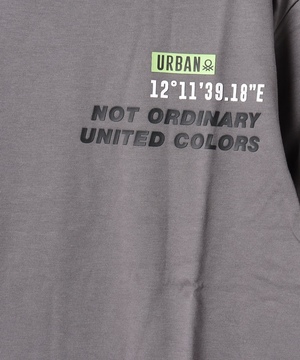 URBAN
12°11'39.18"E
NOT ORDINARY
UNITED COLORS